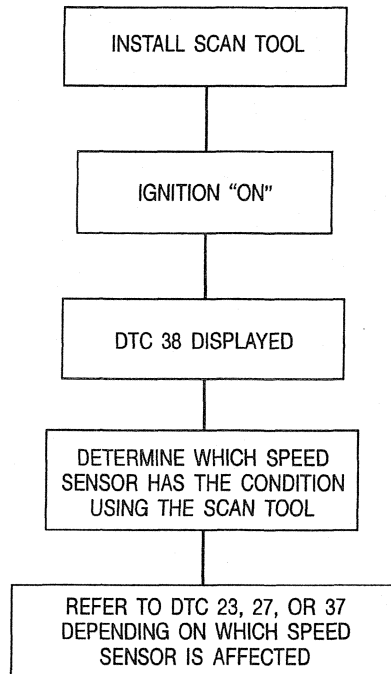 INSTALL SCAN TOOL
IGNITION "ON"
DTC 38 DISPLAYED
DETERMINE WHICH SPEED
SENSOR HAS THE CONDITION
USING THE SCAN TOOL
REFER TO DTC 23, 27, OR 37
DEPENDING ON WHICH SPEED
SENSOR IS AFFECTED